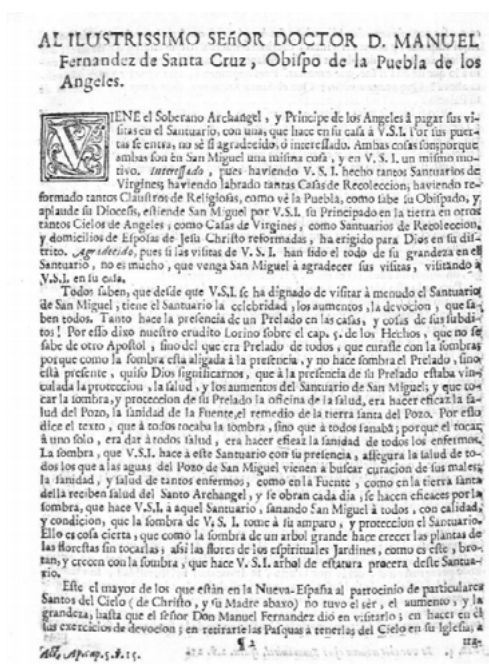 AL ILUSTRISSIMO SEñOR DOCTOR D. MANUEL
Fernandez de Santa Cruz, Obiſpo de la Puebla de los
Angeles.
VIENE el Soberano Archangel, y Principe de los Angeles à pagar ſus vi-
ſitas en el Santuario, con una, que hace en ſu caſa à V.S.I. Por ſus puer-
tas ſe entra, no sè ſi agradecido, ò intereſſado. Ambas coſas ſon; porque
ambas ſon en San Miguel una miſma coſa, y en V. S. I. un miſmo mo-
tivo. Intereſſado, pues haviendo V. S. I. hecho tantos Santuarios de
Virgines; haviendo labrado tantas Caſas de Recoleccion, haviendo re-
formado tantos Clauſtros de Religioſas, como vè la Puebla, como ſabe ſu Obiſpado, y
aplaude ſu Diocesis, eſtiende San Miguel por V.S.I. ſu Principado en la tierra en otros
tantos Cielos de Angeles, como Caſas de Virgines, como Santuarios de Recoleccion,
y domicilios de Eſpoſas de Jeſu Chriſto reformadas, ha erigido para Dios en ſu diſ-
trito. Agradecido, pues ſi las viſitas de V. S. I. han ſido el todo de ſu grandeza en el
Santuario, no es mucho, que venga San Miguel à agradecer ſus viſitas, viſitando à
V.S.I. en ſu caſa.
Todos ſaben, que deſde que V.S.I. ſe ha dignado de viſitar à menudo el Santuario
de San Miguel, tiene el Santuario la celebridad, los aumentos, la devocion, que ſa-
ben todos. Tanto hace la preſencia de un Prelado en las caſas, y coſas de ſus ſubdi-
tos! Por eſſo dixo nueſtro erudito Lorino ſobre el cap. 5. de los Hechos, que no ſe
ſabe de otro Apoſtol, ſino del que era Prelado de todos, que curaſſe con la ſombra;
porque como la ſombra eſta aligada à la preſencia, y no hace ſombra el Prelado, ſino
eſtà preſente, quiſo Dios ſignificarnos, que à la preſencia de ſu Prelado eſtaba vin-
culada la proteccion, la ſalud, y los aumentos del Santuario de San Miguel; y que to-
car la ſombra, y proteccion de ſu Prelado la oficina de la ſalud, era hacer eficaz la ſa-
lud del Pozo, la ſanidad de la Fuente, el remedio de la tierra ſanta del Pozo. Por eſſo
dice el texto, que à todos tocaba la ſombra, ſino que à todos ſanabà; porque el tocar
à uno ſolo, era dar à todos ſalud, era hacer eficaz la ſanidad de todos los enfermos.
La ſombra, que V.S.I. hace à eſte Santuario con ſu preſencia, aſſegura la ſalud de to-
dos los que a las aguas del Pozo de San Miguel vienen à buſcar curacion de ſus males;
la ſanidad, y ſalud de tantos enfermos, como en la Fuente, como en la tierra ſanta
della reciben ſalud del Santo Archangel, y ſe obran cada dia, ſe hacen eficaces por la
ſombra, que hace V.S.I. à aquel Santuario, ſanando San Miguel à todos, con calidad,
y condicion, que la ſombra de V. S. I. tome à ſu amparo, y proteccion el Santuario.
Ello es coſa cierta, que como la ſombra de un arbol grande hace crecer las plantas de
las floreſtas ſin tocarlas; aſsi las flores de los eſpirituales Jardines, como es eſte, bro-
tan, y crecen con la ſombra, que hace V. S.I. arbol de eſtatura procera deſte Santua-
rio.
Eſte el mayor de los que eſtàn en la Nueva-Eſpaña al patrocinio de particulares
Santos del Cielo (de Chriſto, y ſu Madre abaxo) no tuvo el sèr, el aumento, y la
grandeza, haſta que el ſeñor Don Manuel Fernandez diò en viſitarlo; en hacer en èl
ſus exercicios de devocion; en retirarſe las Paſquas à tenerlas del Cielo en ſu Igleſia, à
¶ 2
Act. Ap. cap. 5. ℣. 15.